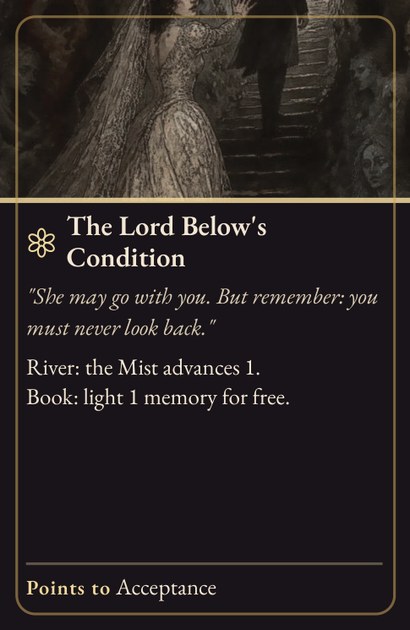 The Lord Below's
Condition
"She may go with you. But remember: you
must never look back."
River: the Mist advances 1.
Book: light 1 memory for free.
Points to Acceptance